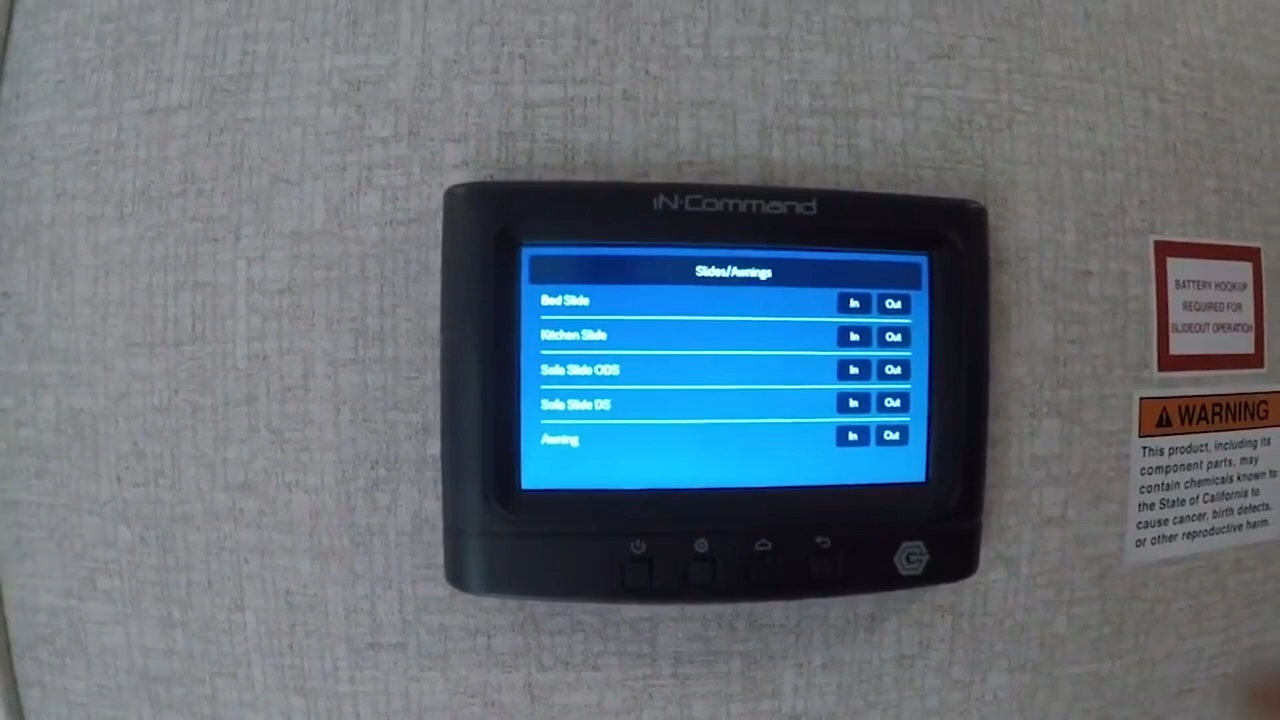 iN·Command
Slides/Awnings
Bed Slide In Out
Kitchen Slide In Out
Sofa Slide ODS In Out
Sofa Slide DS In Out
Awning In Out
BATTERY HOOKUP
REQUIRED FOR
SLIDEOUT OPERATION
WARNING
This product, including its
component parts, may
contain chemicals known to
the State of California to
cause cancer, birth defects,
or other reproductive harm.